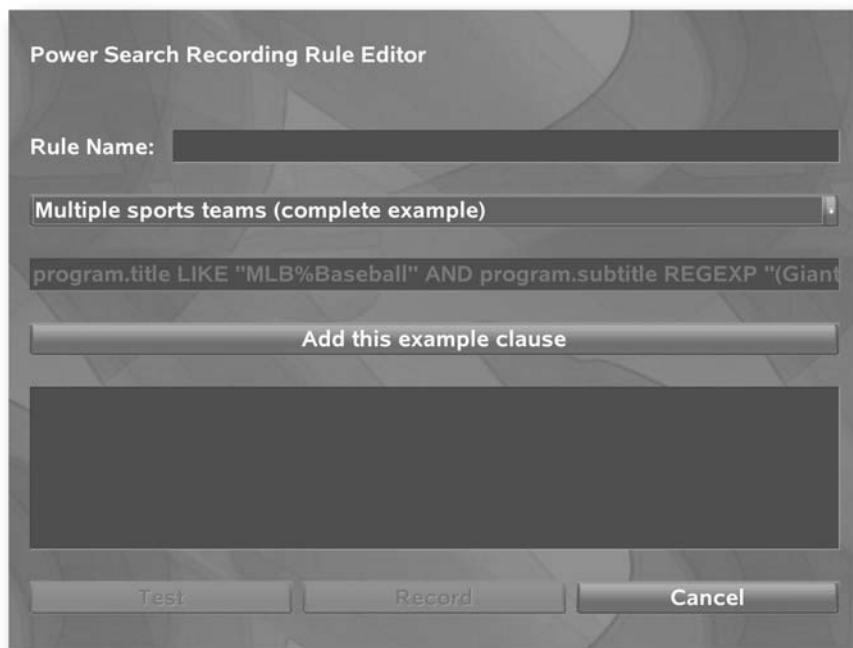 Power Search Recording Rule Editor
Rule Name:
Multiple sports teams (complete example)
program.title LIKE "MLB%Baseball" AND program.subtitle REGEXP "(Giant
Add this example clause
Test Record Cancel